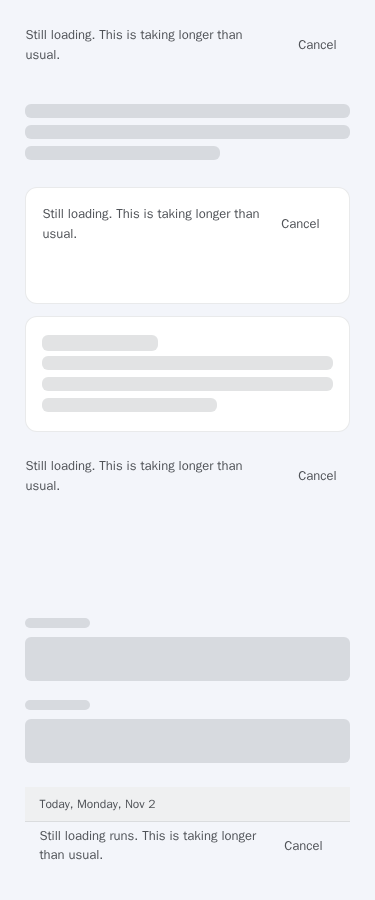 Still loading. This is taking longer than
usual.
Cancel
Still loading. This is taking longer than
usual.
Cancel
Still loading. This is taking longer than
usual.
Cancel
Today, Monday, Nov 2
Still loading runs. This is taking longer
than usual.
Cancel